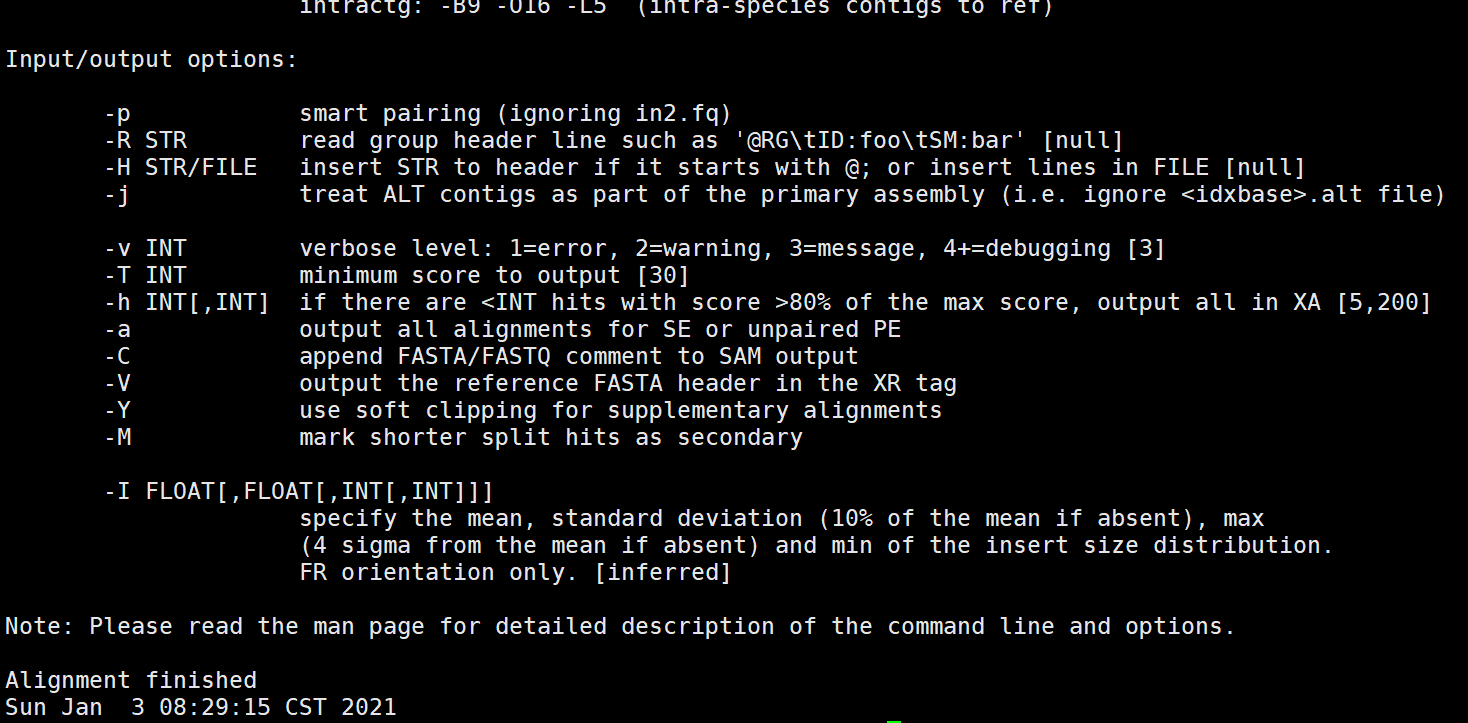 intractg: -B9 -O16 -L5  (intra-species contigs to ref)
Input/output options:
-p            smart pairing (ignoring in2.fq)
-R STR        read group header line such as '@RG\tID:foo\tSM:bar' [null]
-H STR/FILE   insert STR to header if it starts with @; or insert lines in FILE [null]
-j            treat ALT contigs as part of the primary assembly (i.e. ignore <idxbase>.alt file)
-v INT        verbose level: 1=error, 2=warning, 3=message, 4+=debugging [3]
-T INT        minimum score to output [30]
-h INT[,INT]  if there are <INT hits with score >80% of the max score, output all in XA [5,200]
-a            output all alignments for SE or unpaired PE
-C            append FASTA/FASTQ comment to SAM output
-V            output the reference FASTA header in the XR tag
-Y            use soft clipping for supplementary alignments
-M            mark shorter split hits as secondary
-I FLOAT[,FLOAT[,INT[,INT]]]
specify the mean, standard deviation (10% of the mean if absent), max
(4 sigma from the mean if absent) and min of the insert size distribution.
FR orientation only. [inferred]
Note: Please read the man page for detailed description of the command line and options.
Alignment finished
Sun Jan  3 08:29:15 CST 2021